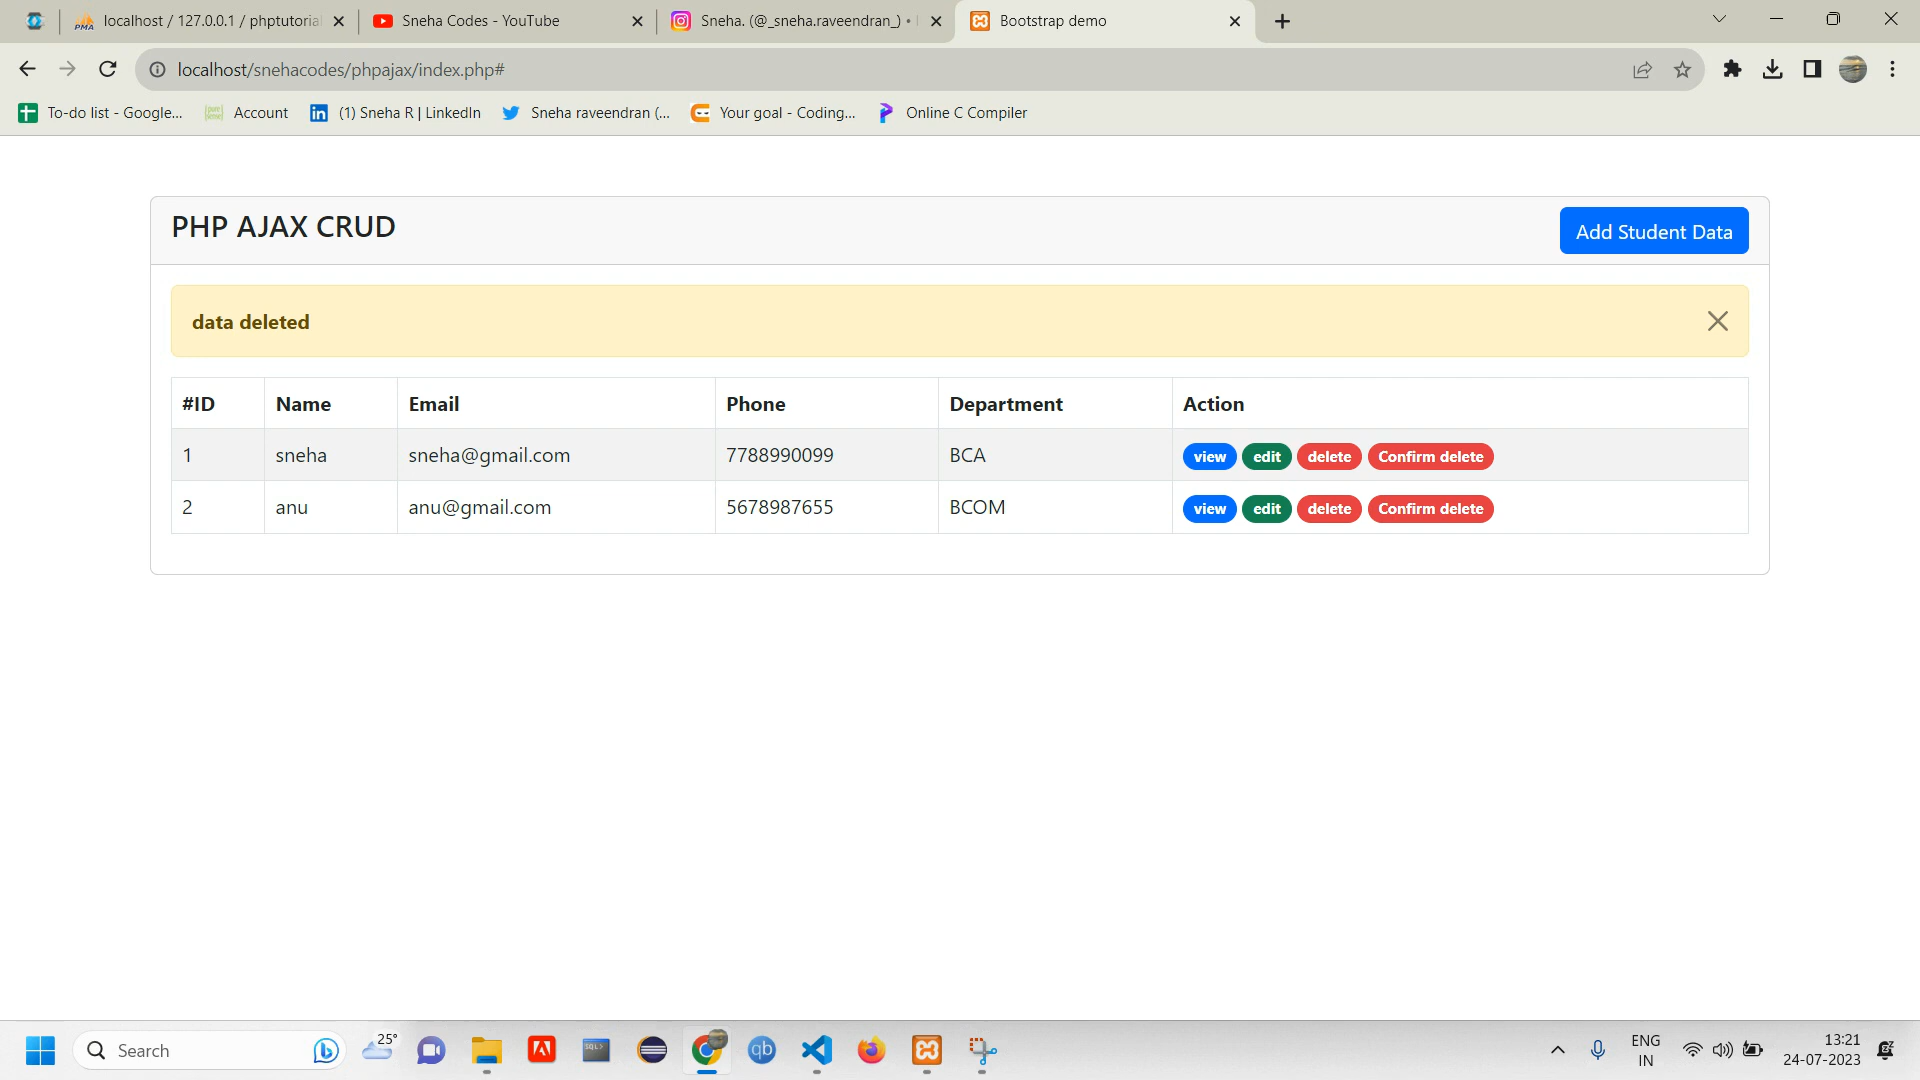 localhost / 127.0.0.1 / phptutoria
Sneha Codes - YouTube
Sneha. (@_sneha.raveendran_) •
Bootstrap demo
localhost/snehacodes/phpajax/index.php#
To-do list - Google...
Account
(1) Sneha R | LinkedIn
Sneha raveendran (...
Your goal - Coding...
Online C Compiler
PHP AJAX CRUD
Add Student Data
data deleted
#ID Name Email Phone Department Action
1 sneha sneha@gmail.com 7788990099 BCA view edit delete Confirm delete
2 anu anu@gmail.com 5678987655 BCOM view edit delete Confirm delete
Search
25°
ENG
IN
13:21
24-07-2023